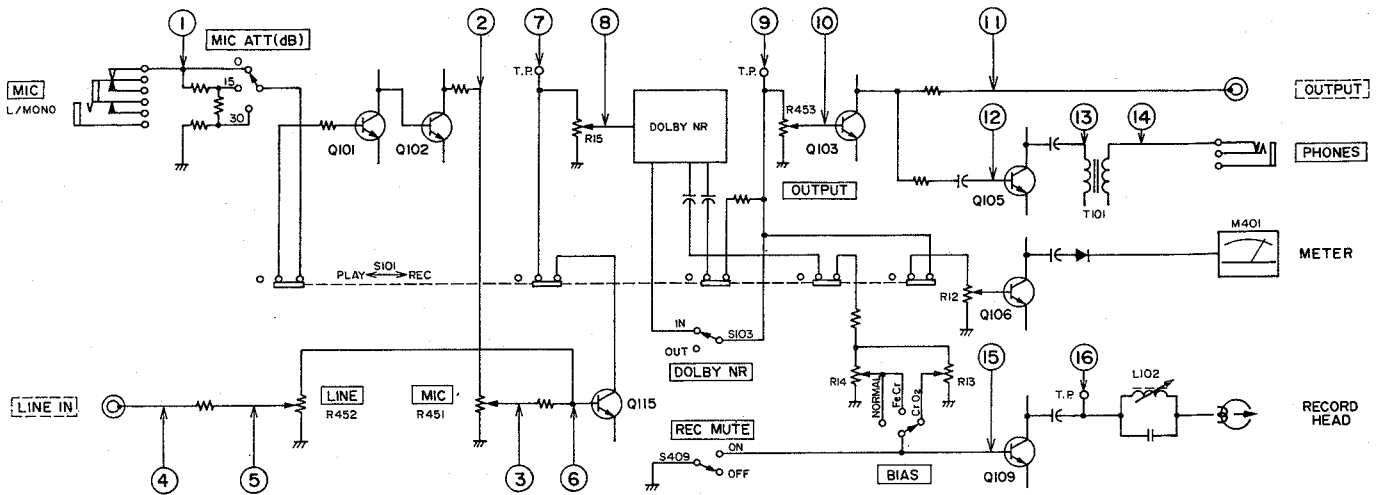 1
MIC ATT(dB)
0
15
30
MIC
L/MONO
Q101
Q102
2
7
T.P.
R15
8
DOLBY NR
9
T.P.
R453
10
Q103
OUTPUT
11
OUTPUT
12
Q105
13
T101
14
PHONES
M401
METER
PLAY S101 REC
R12
Q106
IN
OUT
S103
DOLBY NR
R14
NORMAL
FeCr
CrO2
R13
LINE IN
4
5
LINE
R452
MIC
R451
3
6
Q115
REC MUTE
S409
ON
OFF
BIAS
15
Q109
16
T.P.
L102
RECORD
HEAD